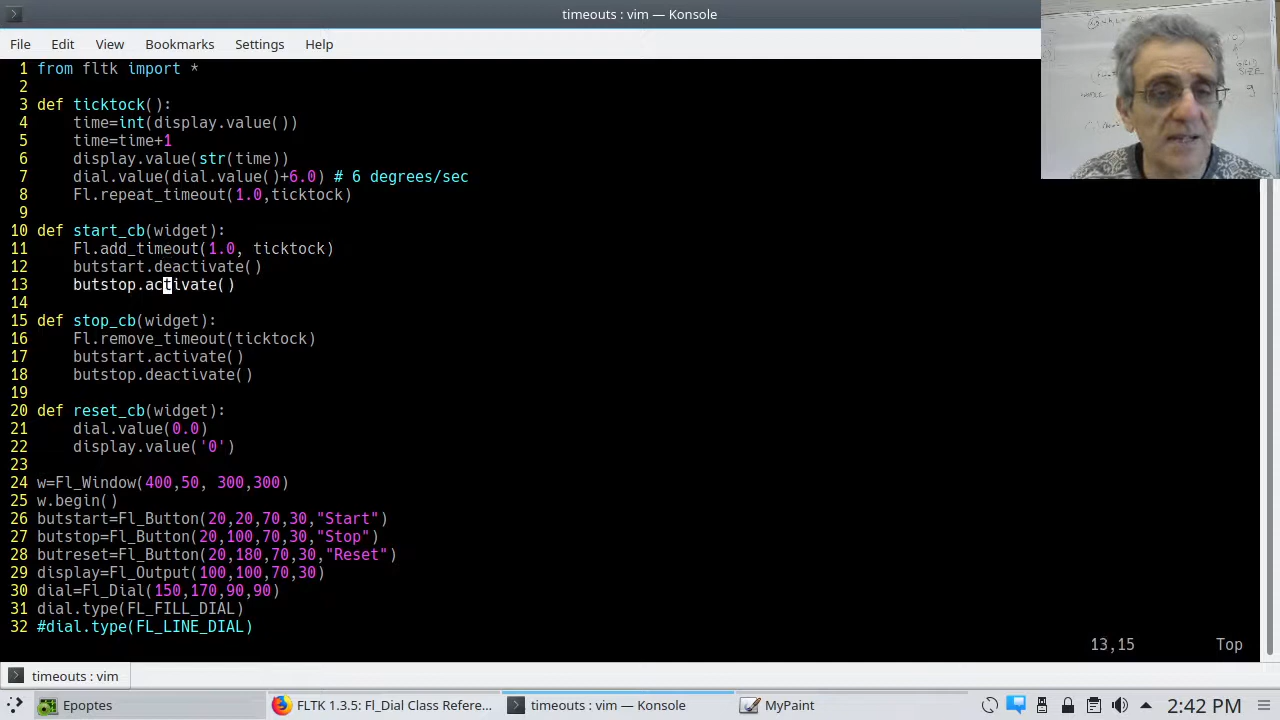 timeouts : vim — Konsole
File Edit View Bookmarks Settings Help
1 from fltk import *
2
3 def ticktock():
4     time=int(display.value())
5     time=time+1
6     display.value(str(time))
7     dial.value(dial.value()+6.0) # 6 degrees/sec
8     Fl.repeat_timeout(1.0,ticktock)
9
10 def start_cb(widget):
11     Fl.add_timeout(1.0, ticktock)
12     butstart.deactivate()
13     butstop.activate()
14
15 def stop_cb(widget):
16     Fl.remove_timeout(ticktock)
17     butstart.activate()
18     butstop.deactivate()
19
20 def reset_cb(widget):
21     dial.value(0.0)
22     display.value('0')
23
24 w=Fl_Window(400,50, 300,300)
25 w.begin()
26 butstart=Fl_Button(20,20,70,30,"Start")
27 butstop=Fl_Button(20,100,70,30,"Stop")
28 butreset=Fl_Button(20,180,70,30,"Reset")
29 display=Fl_Output(100,100,70,30)
30 dial=Fl_Dial(150,170,90,90)
31 dial.type(FL_FILL_DIAL)
32 #dial.type(FL_LINE_DIAL)
13,15 Top
timeouts : vim
Epoptes FLTK 1.3.5: Fl_Dial Class Refere... timeouts : vim — Konsole MyPaint 2:42 PM
GRID
SIZE
g